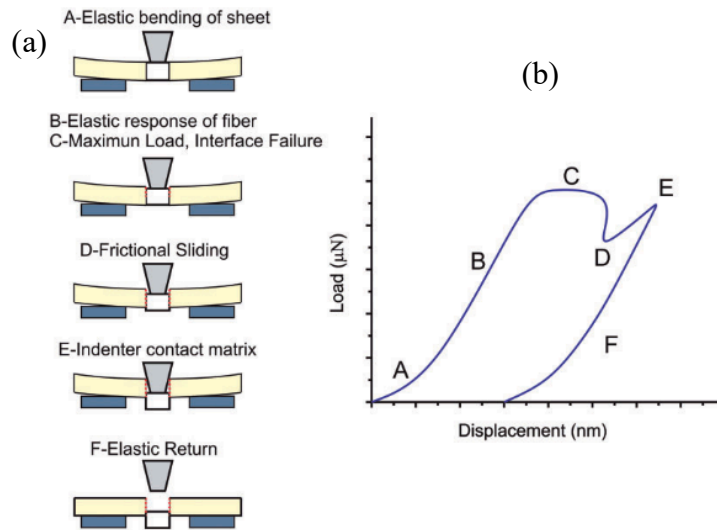 (a)
A-Elastic bending of sheet
B-Elastic response of fiber
C-Maximun Load, Interface Failure
D-Frictional Sliding
E-Indenter contact matrix
F-Elastic Return
(b)
Load (μN)
A
B
C
D
E
F
Displacement (nm)